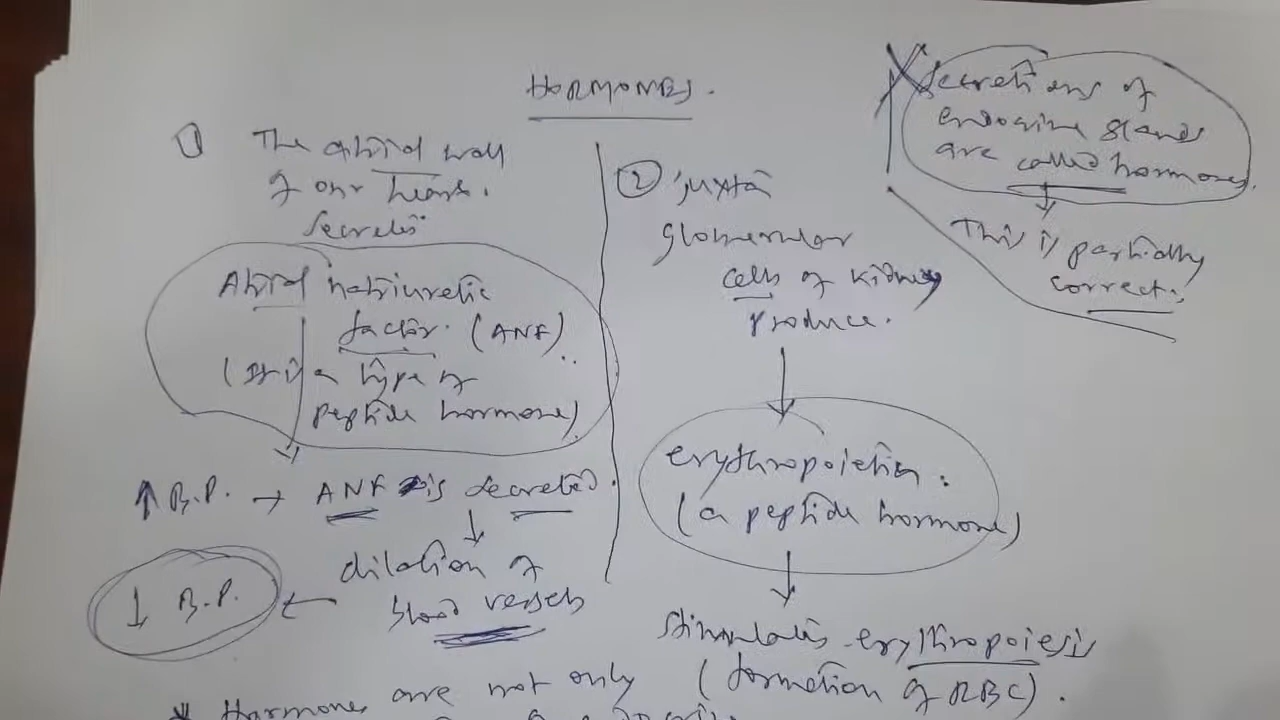 HORMONES.
① The atrial wall
of our heart.
secretes
Atrial natriuretic
factor. (ANF)..
(It is a type of
peptide hormone)
↑ B.P. → ANF is secreted.
↓
dilation of
blood vessels
← ↓ B.P.
② Juxta
glomerular
cells of kidney
produce.
↓
erythropoietin.
(a peptide hormone)
↓
stimulates erythropoiesis
(formation of RBC).
X Secretions of
endocrine glands
are called hormones.
↓
This is partially
correct.
* Hormones are not only